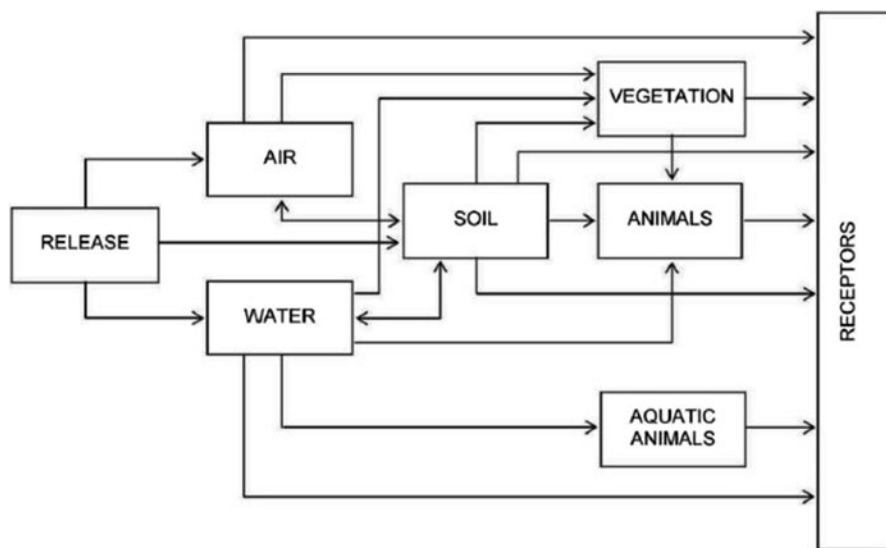 VEGETATION
AIR
SOIL
ANIMALS
RELEASE
WATER
RECEPTORS
AQUATIC
ANIMALS